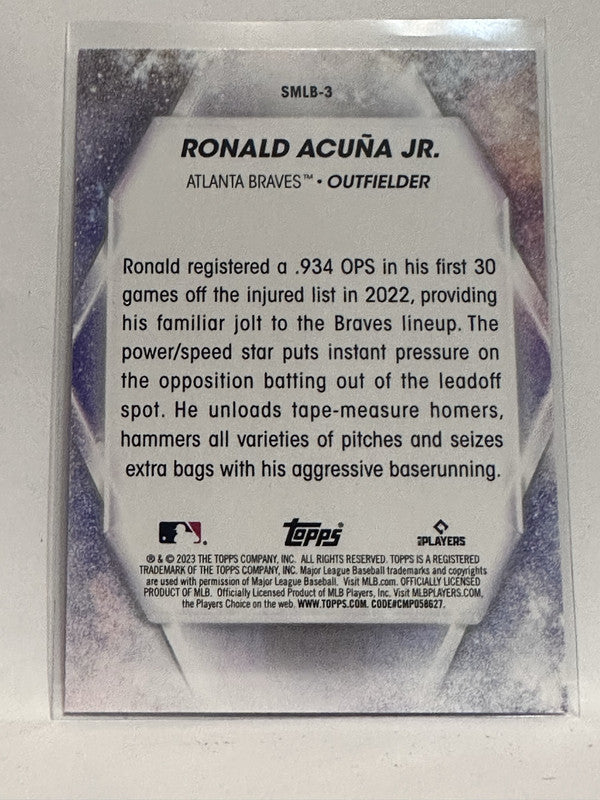 SMLB-3
RONALD ACUÑA JR.
ATLANTA BRAVES™ • OUTFIELDER
Ronald registered a .934 OPS in his first 30
games off the injured list in 2022, providing
his familiar jolt to the Braves lineup. The
power/speed star puts instant pressure on
the opposition batting out of the leadoff
spot. He unloads tape-measure homers,
hammers all varieties of pitches and seizes
extra bags with his aggressive baserunning.
Topps®
PLAYERS
® & © 2023 THE TOPPS COMPANY, INC. ALL RIGHTS RESERVED. TOPPS IS A REGISTERED
TRADEMARK OF THE TOPPS COMPANY, INC. Major League Baseball trademarks and copyrights
are used with permission of Major League Baseball. Visit MLB.com. OFFICIALLY LICENSED
PRODUCT OF MLB. Officially Licensed Product of MLB Players, Inc. Visit MLBPLAYERS.COM,
the Players Choice on the web. WWW.TOPPS.COM. CODE#CMP058627.